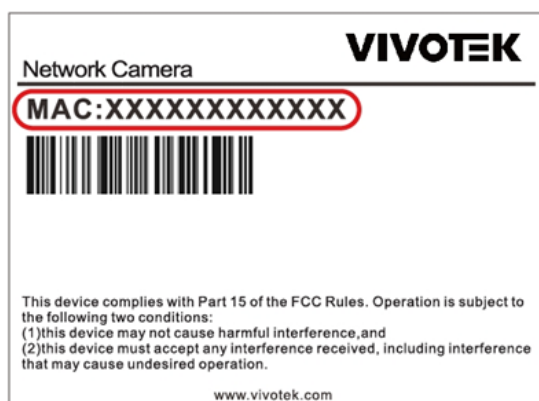 VIVOTEK
Network Camera
MAC:XXXXXXXXXXXX
This device complies with Part 15 of the FCC Rules. Operation is subject to
the following two conditions:
(1)this device may not cause harmful interference,and
(2)this device must accept any interference received, including interference
that may cause undesired operation.
www.vivotek.com